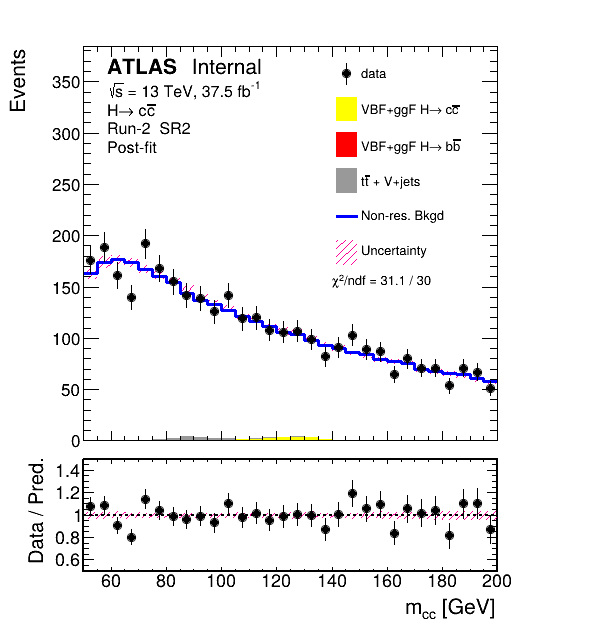 Events
ATLAS Internal
√s = 13 TeV, 37.5 fb⁻¹
H→ cc̅
Run-2 SR2
Post-fit
data
VBF+ggF H→ cc̅
VBF+ggF H→ bb̅
tt̅ + V+jets
Non-res. Bkgd
Uncertainty
χ²/ndf = 31.1 / 30
350
300
250
200
150
100
50
0
Data / Pred.
1.4
1.2
1
0.8
0.6
60 80 100 120 140 160 180 200
m_cc [GeV]